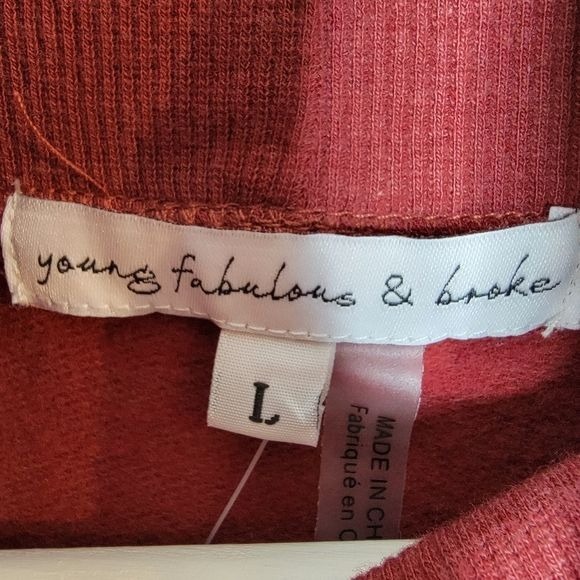 young fabulous & broke
L
MADE IN CH
Fabriqué en C